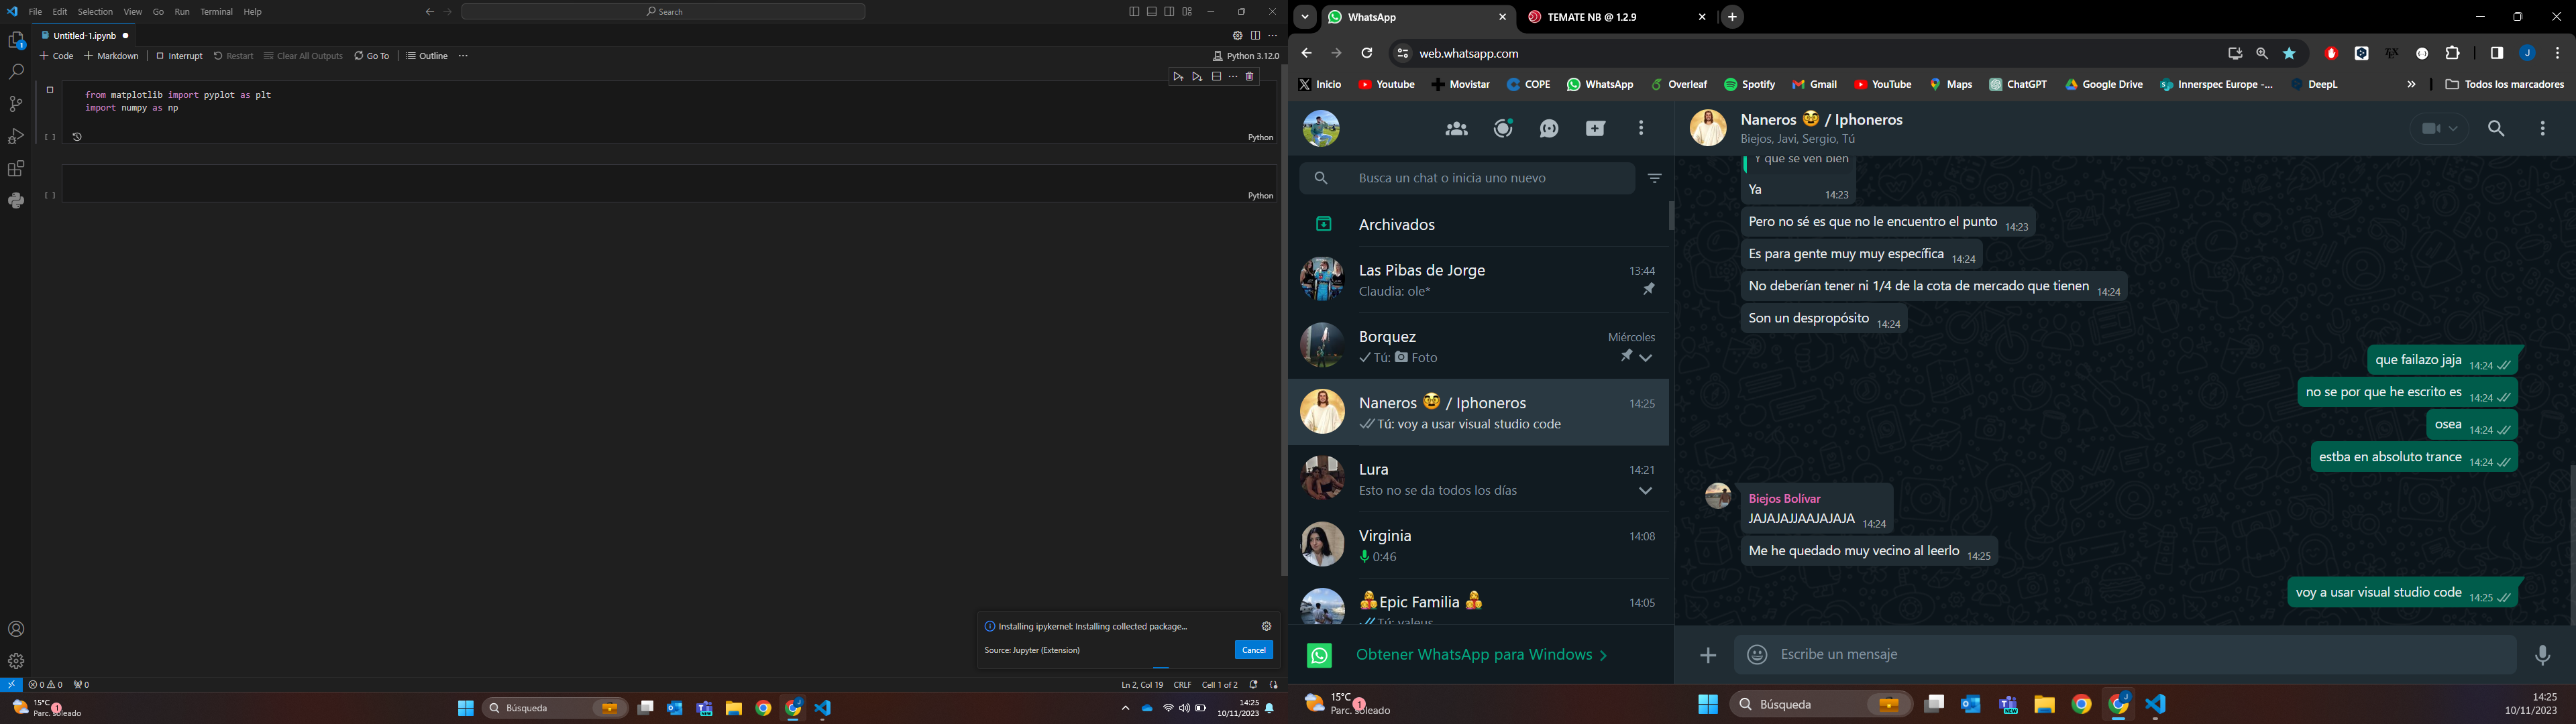 File Edit Selection View Go Run Terminal Help
Search
Untitled-1.ipynb
Code Markdown Interrupt Restart Clear All Outputs Go To Outline ...
Python 3.12.0
from matplotlib import pyplot as plt
import numpy as np
[ ]
Python
[ ]
Python
Installing ipykernel: Installing collected package...
Source: Jupyter (Extension)
Cancel
0 0 0
Ln 2, Col 19 CRLF Cell 1 of 2
15°C
Parc. soleado
1
Búsqueda
14:25
10/11/2023
WhatsApp
TEMATE NB @ 1.2.9
web.whatsapp.com
Inicio Youtube Movistar COPE WhatsApp Overleaf Spotify Gmail YouTube Maps ChatGPT Google Drive Innerspec Europe -... DeepL » Todos los marcadores
Busca un chat o inicia uno nuevo
Archivados
Las Pibas de Jorge 13:44
Claudia: ole*
Borquez Miércoles
Tú: 📷 Foto
Naneros 🥸 / Iphoneros 14:25
Tú: voy a usar visual studio code
Lura 14:21
Esto no se da todos los días
Virginia 14:08
0:46
Epic Familia 14:05
Tú: valeus
Obtener WhatsApp para Windows
Naneros 🥸 / Iphoneros
Biejos, Javi, Sergio, Tú
Y que se ven bien
Ya 14:23
Pero no sé es que no le encuentro el punto 14:23
Es para gente muy muy específica 14:24
No deberían tener ni 1/4 de la cota de mercado que tienen 14:24
Son un despropósito 14:24
que failazo jaja 14:24
no se por que he escrito es 14:24
osea 14:24
estba en absoluto trance 14:24
Biejos Bolívar
JAJAJAJJAAJAJAJA 14:24
Me he quedado muy vecino al leerlo 14:25
voy a usar visual studio code 14:25
Escribe un mensaje
15°C
Parc. soleado
1
Búsqueda
14:25
10/11/2023